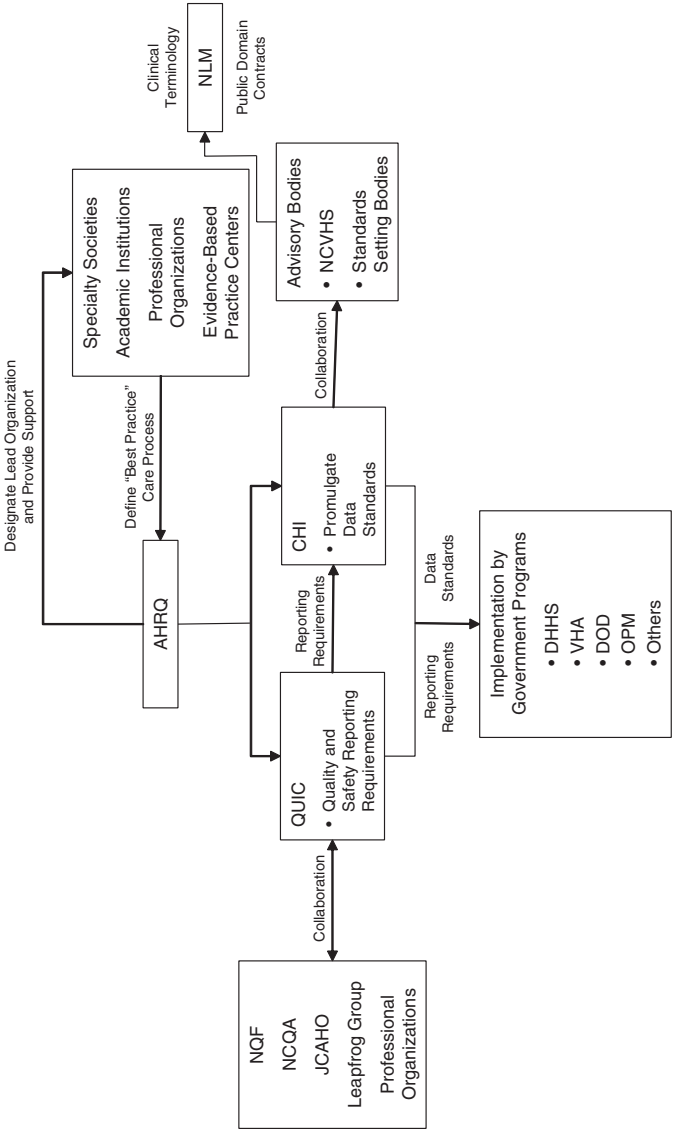 Designate Lead Organization
and Provide Support
AHRQ
Define “Best Practice”
Care Process
Specialty Societies
Academic Institutions
Professional
Organizations
Evidence-Based
Practice Centers
Clinical
Terminology
NLM
Public Domain
Contracts
NQF
NCQA
JCAHO
Leapfrog Group
Professional
Organizations
Collaboration
QUIC
• Quality and
Safety Reporting
Requirements
Reporting
Requirements
CHI
• Promulgate
Data
Standards
Collaboration
Advisory Bodies
• NCVHS
• Standards
Setting Bodies
Reporting
Requirements
Data
Standards
Implementation by
Government Programs
• DHHS
• VHA
• DOD
• OPM
• Others